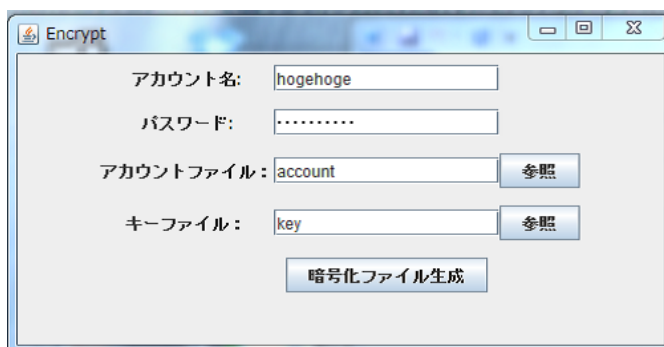 Encrypt
アカウント名: hogehoge
パスワード: ••••••••••
アカウントファイル： account 参照
キーファイル： key 参照
暗号化ファイル生成